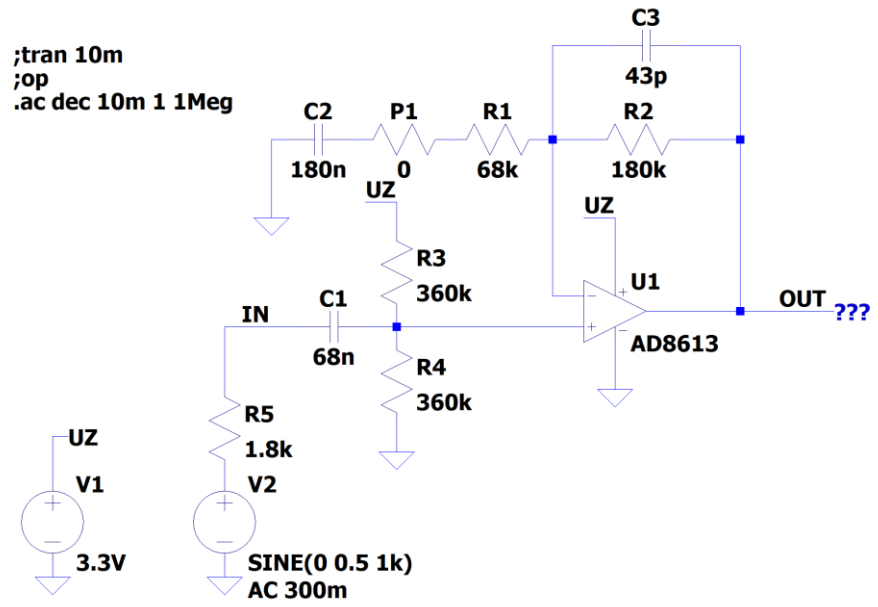 ;tran 10m
;op
.ac dec 10m 1 1Meg
C3
43p
C2
180n
P1
0
R1
68k
R2
180k
UZ
R3
360k
UZ
U1
+
-
-
+
AD8613
OUT
???
IN
C1
68n
R4
360k
R5
1.8k
UZ
V1
+
-
3.3V
V2
+
-
SINE(0 0.5 1k)
AC 300m